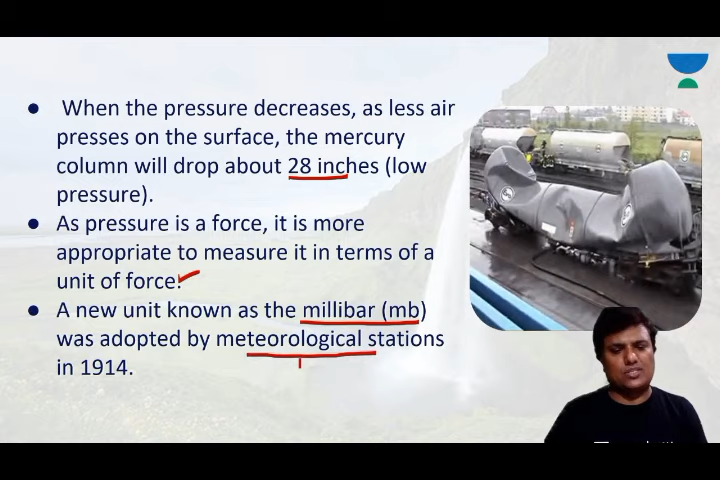 ● When the pressure decreases, as less air
presses on the surface, the mercury
column will drop about 28 inches (low
pressure).
● As pressure is a force, it is more
appropriate to measure it in terms of a
unit of force.
● A new unit known as the millibar (mb)
was adopted by meteorological stations
in 1914.